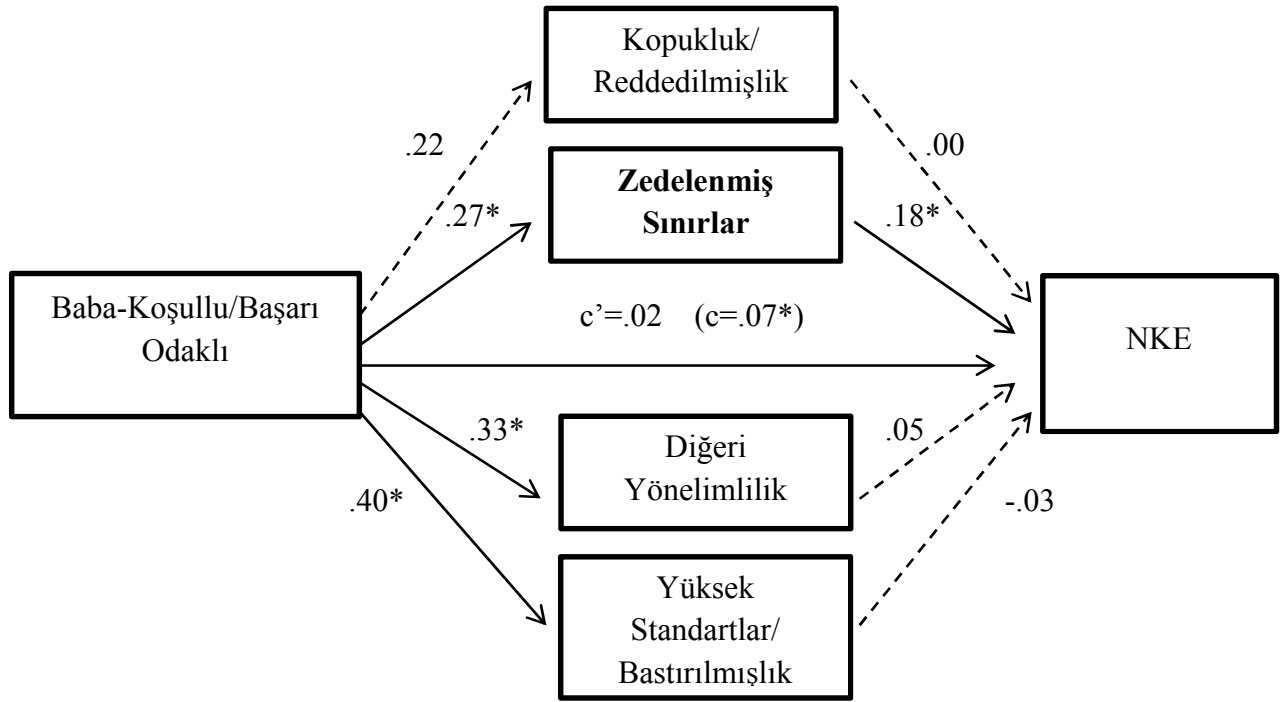 Kopukluk/
Reddedilmişlik
.22
.00
Zedelenmiş
Sınırlar
.27*
.18*
Baba-Koşullu/Başarı
Odaklı
c’=.02 (c=.07*)
NKE
.33*
Diğeri
Yönelimlilik
.05
.40*
-.03
Yüksek
Standartlar/
Bastırılmışlık